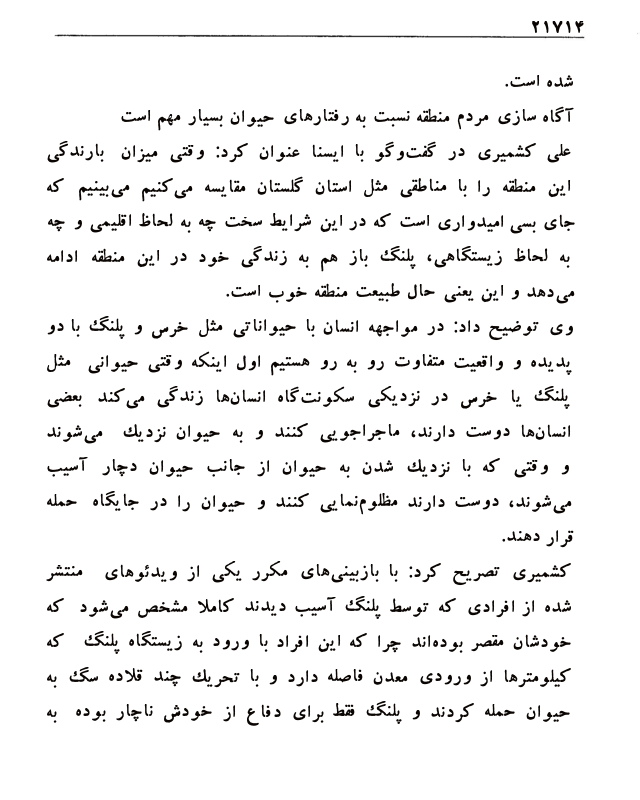 ۲۱۷۱۴
شده است.
آگاه سازی مردم منطقه نسبت به رفتارهای حیوان بسیار مهم است
علی کشمیری در گفت‌وگو با ایسنا عنوان کرد: وقتی میزان بارندگی
این منطقه را با مناطقی مثل استان گلستان مقایسه می‌کنیم می‌بینیم که
جای بسی امیدواری است که در این شرایط سخت چه به لحاظ اقلیمی و چه
به لحاظ زیستگاهی، پلنگ باز هم به زندگی خود در این منطقه ادامه
می‌دهد و این یعنی حال طبیعت منطقه خوب است.
وی توضیح داد: در مواجهه انسان با حیواناتی مثل خرس و پلنگ با دو
پدیده و واقعیت متفاوت رو به رو هستیم اول اینکه وقتی حیوانی مثل
پلنگ یا خرس در نزدیکی سکونت‌گاه انسان‌ها زندگی می‌کند بعضی
انسان‌ها دوست دارند، ماجراجویی کنند و به حیوان نزدیک می‌شوند
و وقتی که با نزدیک شدن به حیوان از جانب حیوان دچار آسیب
می‌شوند، دوست دارند مظلوم‌نمایی کنند و حیوان را در جایگاه حمله
قرار دهند.
کشمیری تصریح کرد: با بازبینی‌های مکرر یکی از ویدئوهای منتشر
شده از افرادی که توسط پلنگ آسیب دیدند کاملا مشخص می‌شود که
خودشان مقصر بوده‌اند چرا که این افراد با ورود به زیستگاه پلنگ که
کیلومترها از ورودی معدن فاصله دارد و با تحریک چند قلاده سگ به
حیوان حمله کردند و پلنگ فقط برای دفاع از خودش ناچار بوده به